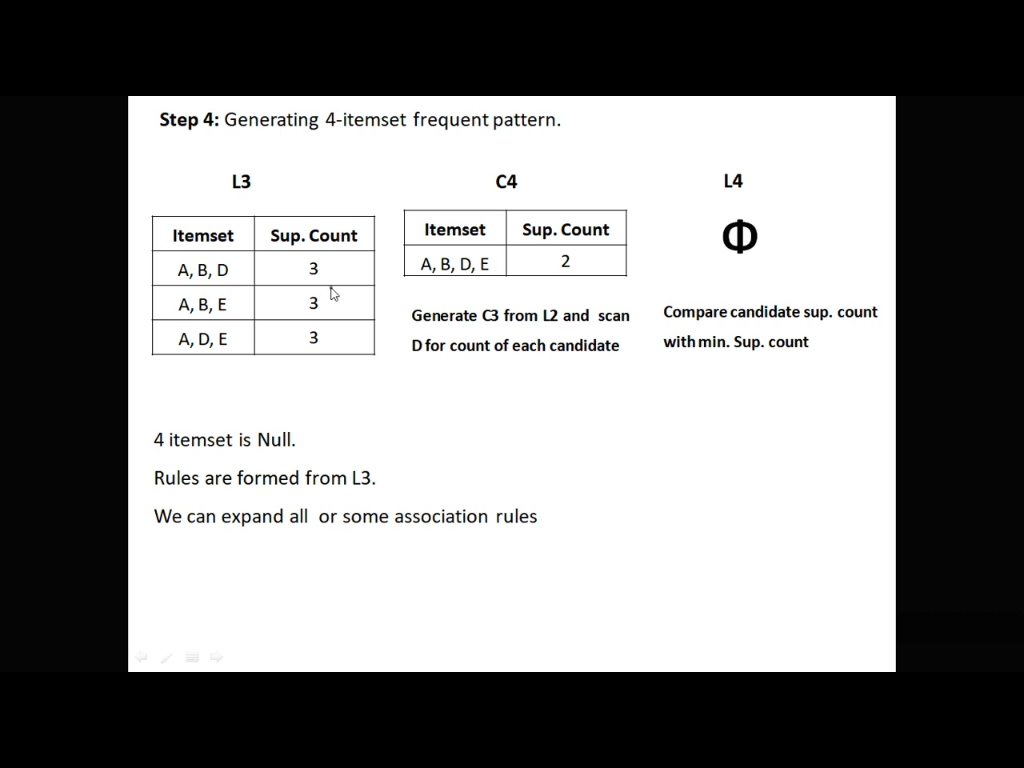 Step 4: Generating 4-itemset frequent pattern.
L3
C4
L4
Itemset Sup. Count
A, B, D 3
A, B, E 3
A, D, E 3
Itemset Sup. Count
A, B, D, E 2
Φ
Generate C3 from L2 and scan
D for count of each candidate
Compare candidate sup. count
with min. Sup. count
4 itemset is Null.
Rules are formed from L3.
We can expand all or some association rules